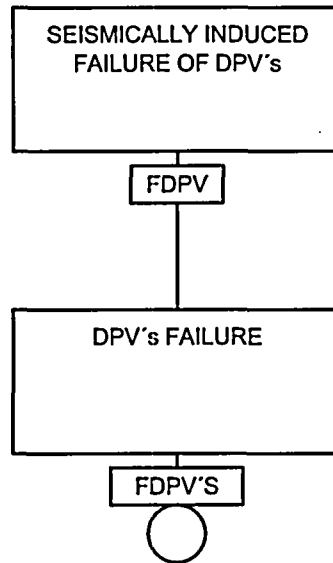 SEISMICALLY INDUCED
FAILURE OF DPV´s
FDPV
DPV´s FAILURE
FDPV´S